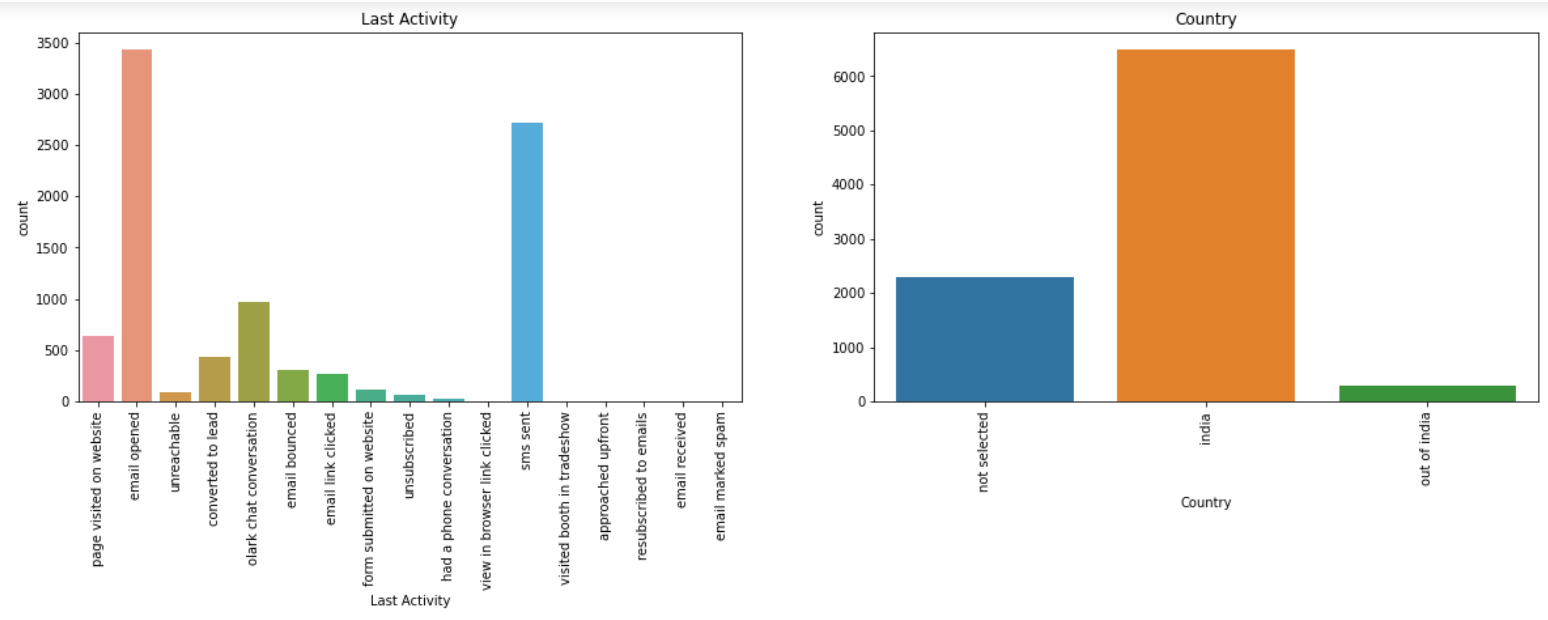 Last Activity
3500
3000
2500
2000
1500
1000
500
0
count
page visited on website
email opened
unreachable
converted to lead
olark chat conversation
email bounced
email link clicked
form submitted on website
unsubscribed
had a phone conversation
view in browser link clicked
sms sent
visited booth in tradeshow
approached upfront
resubscribed to emails
email received
email marked spam
Last Activity
Country
6000
5000
4000
3000
2000
1000
0
count
not selected
india
out of india
Country